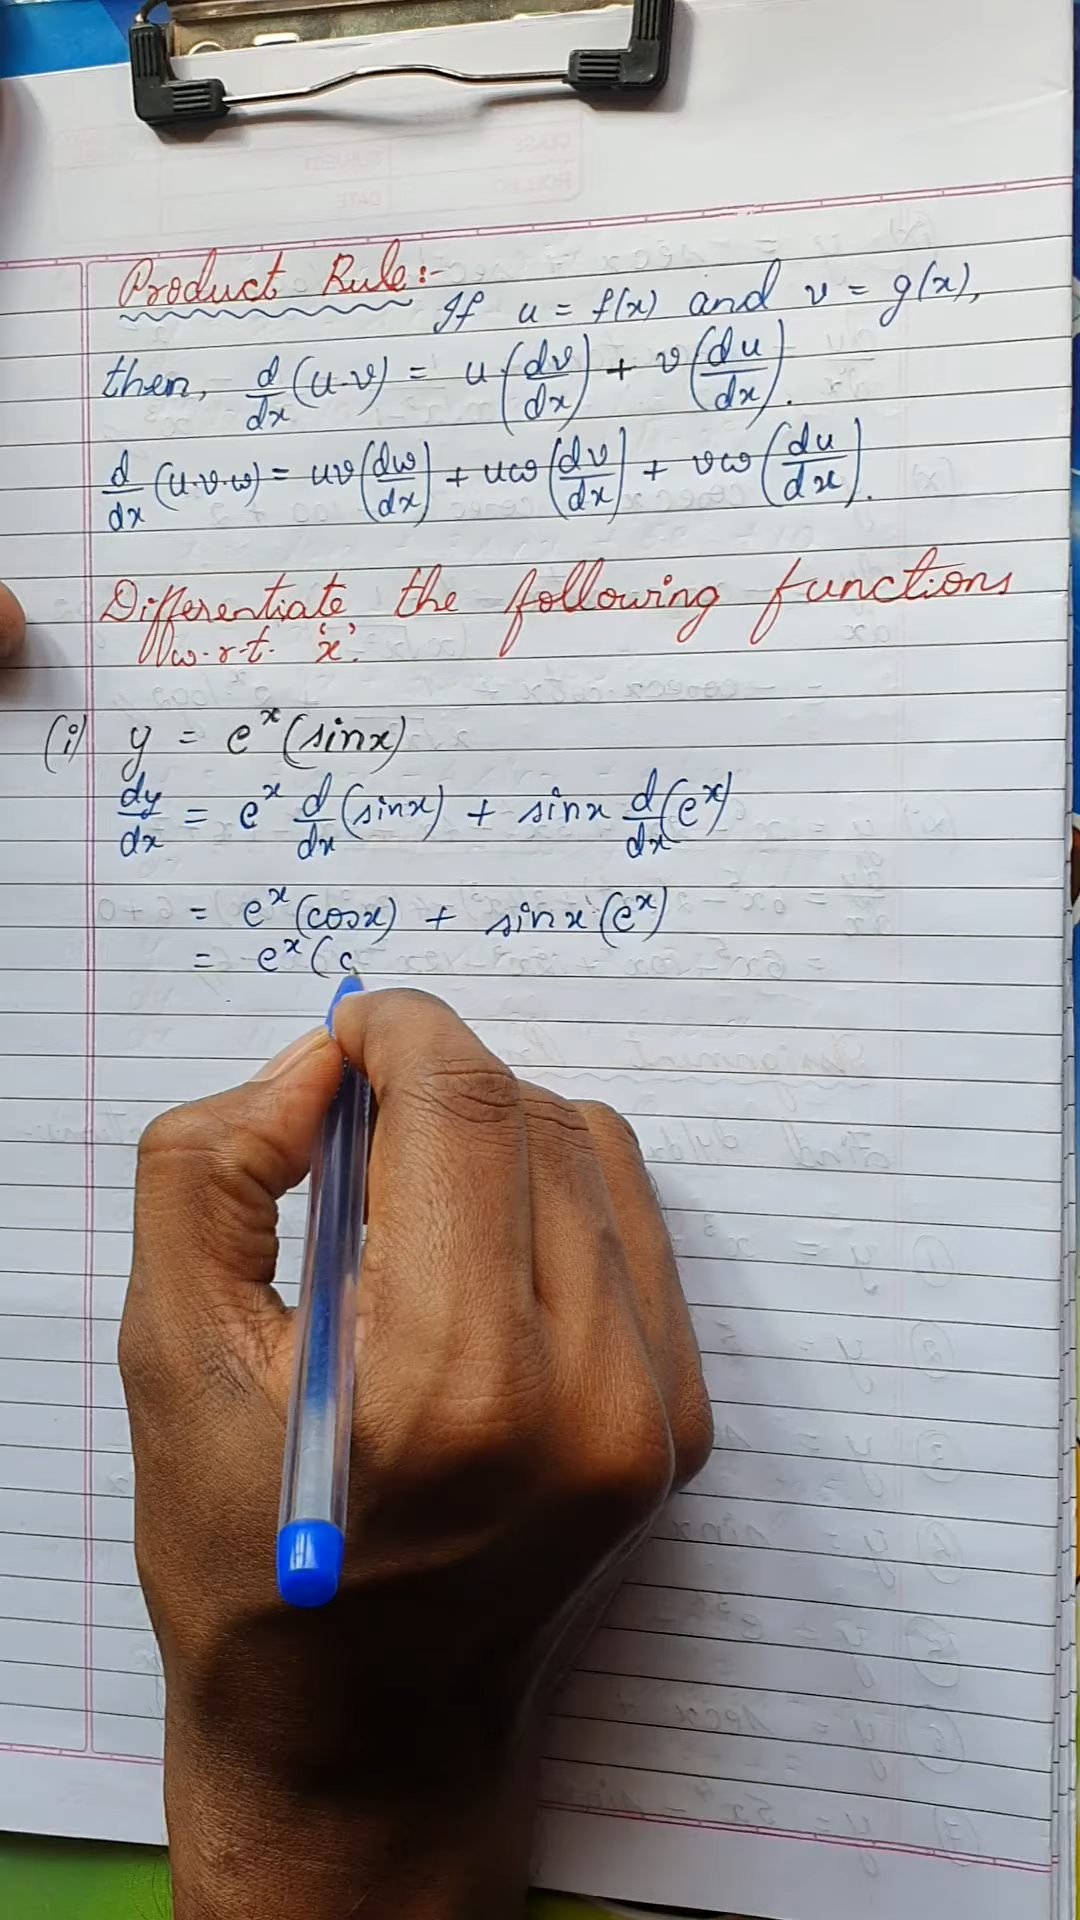 Product Rule:-
If u = f(x) and v = g(x),
then, d/dx (u.v) = u.(dv/dx) + v(du/dx).
d/dx (u.v.w) = uv(dw/dx) + uw(dv/dx) + vw(du/dx).
Differentiate the following functions
w.r.t. 'x'.
(i) y = e^x (sinx)
dy/dx = e^x d/dx (sinx) + sinx d/dx (e^x)
= e^x (cosx) + sinx (e^x)
= e^x (c